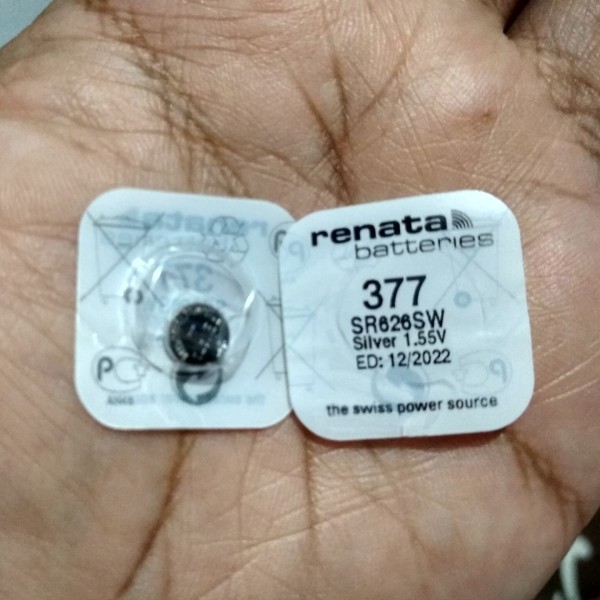 renata
batteries
377
SR626SW
Silver 1.55V
ED: 12/2022
the swiss power source